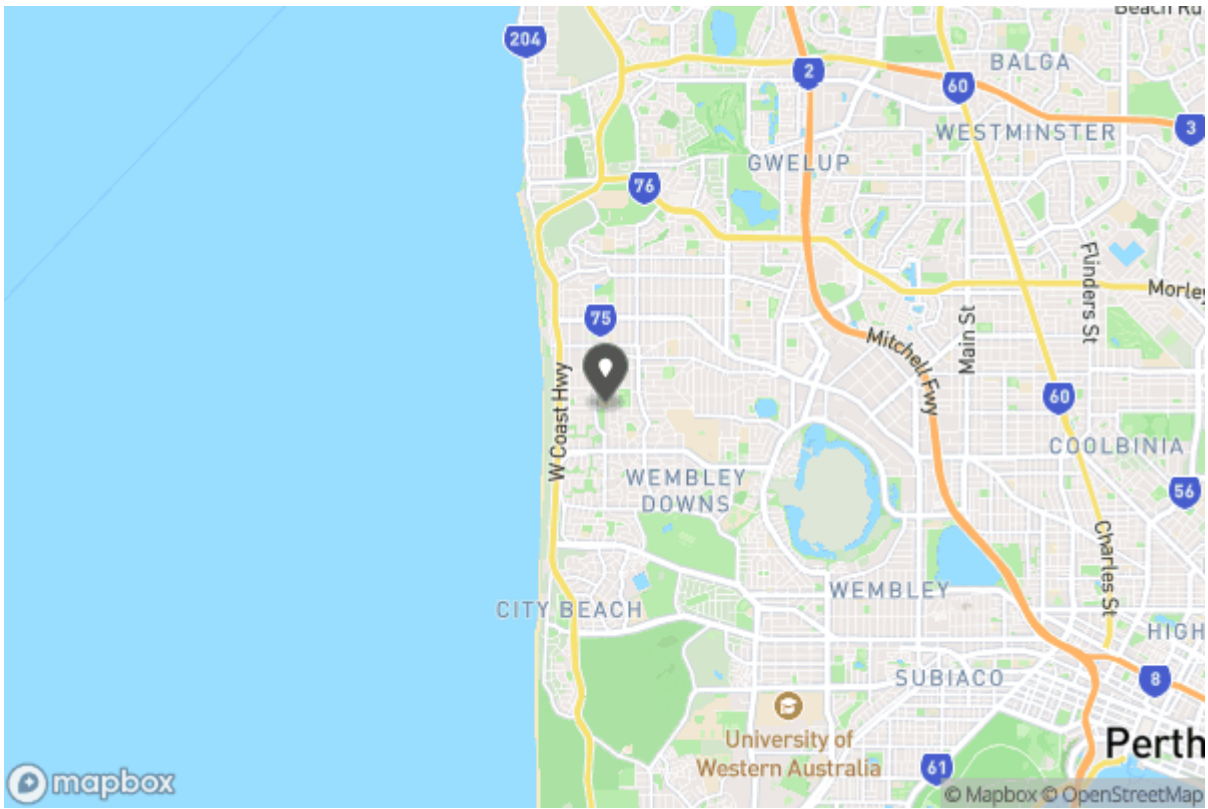 Beach Rd
204
BALGA
2
60
3
WESTMINSTER
GWELUP
76
Flinders St
Morley
75
Main St
Mitchell Fwy
W Coast Hwy
60
COOLBINIA
WEMBLEY
DOWNS
56
Charles St
WEMBLEY
CITY BEACH
HIGH
SUBIACO
8
University of
Western Australia
Perth
61
mapbox
© Mapbox © OpenStreetMap